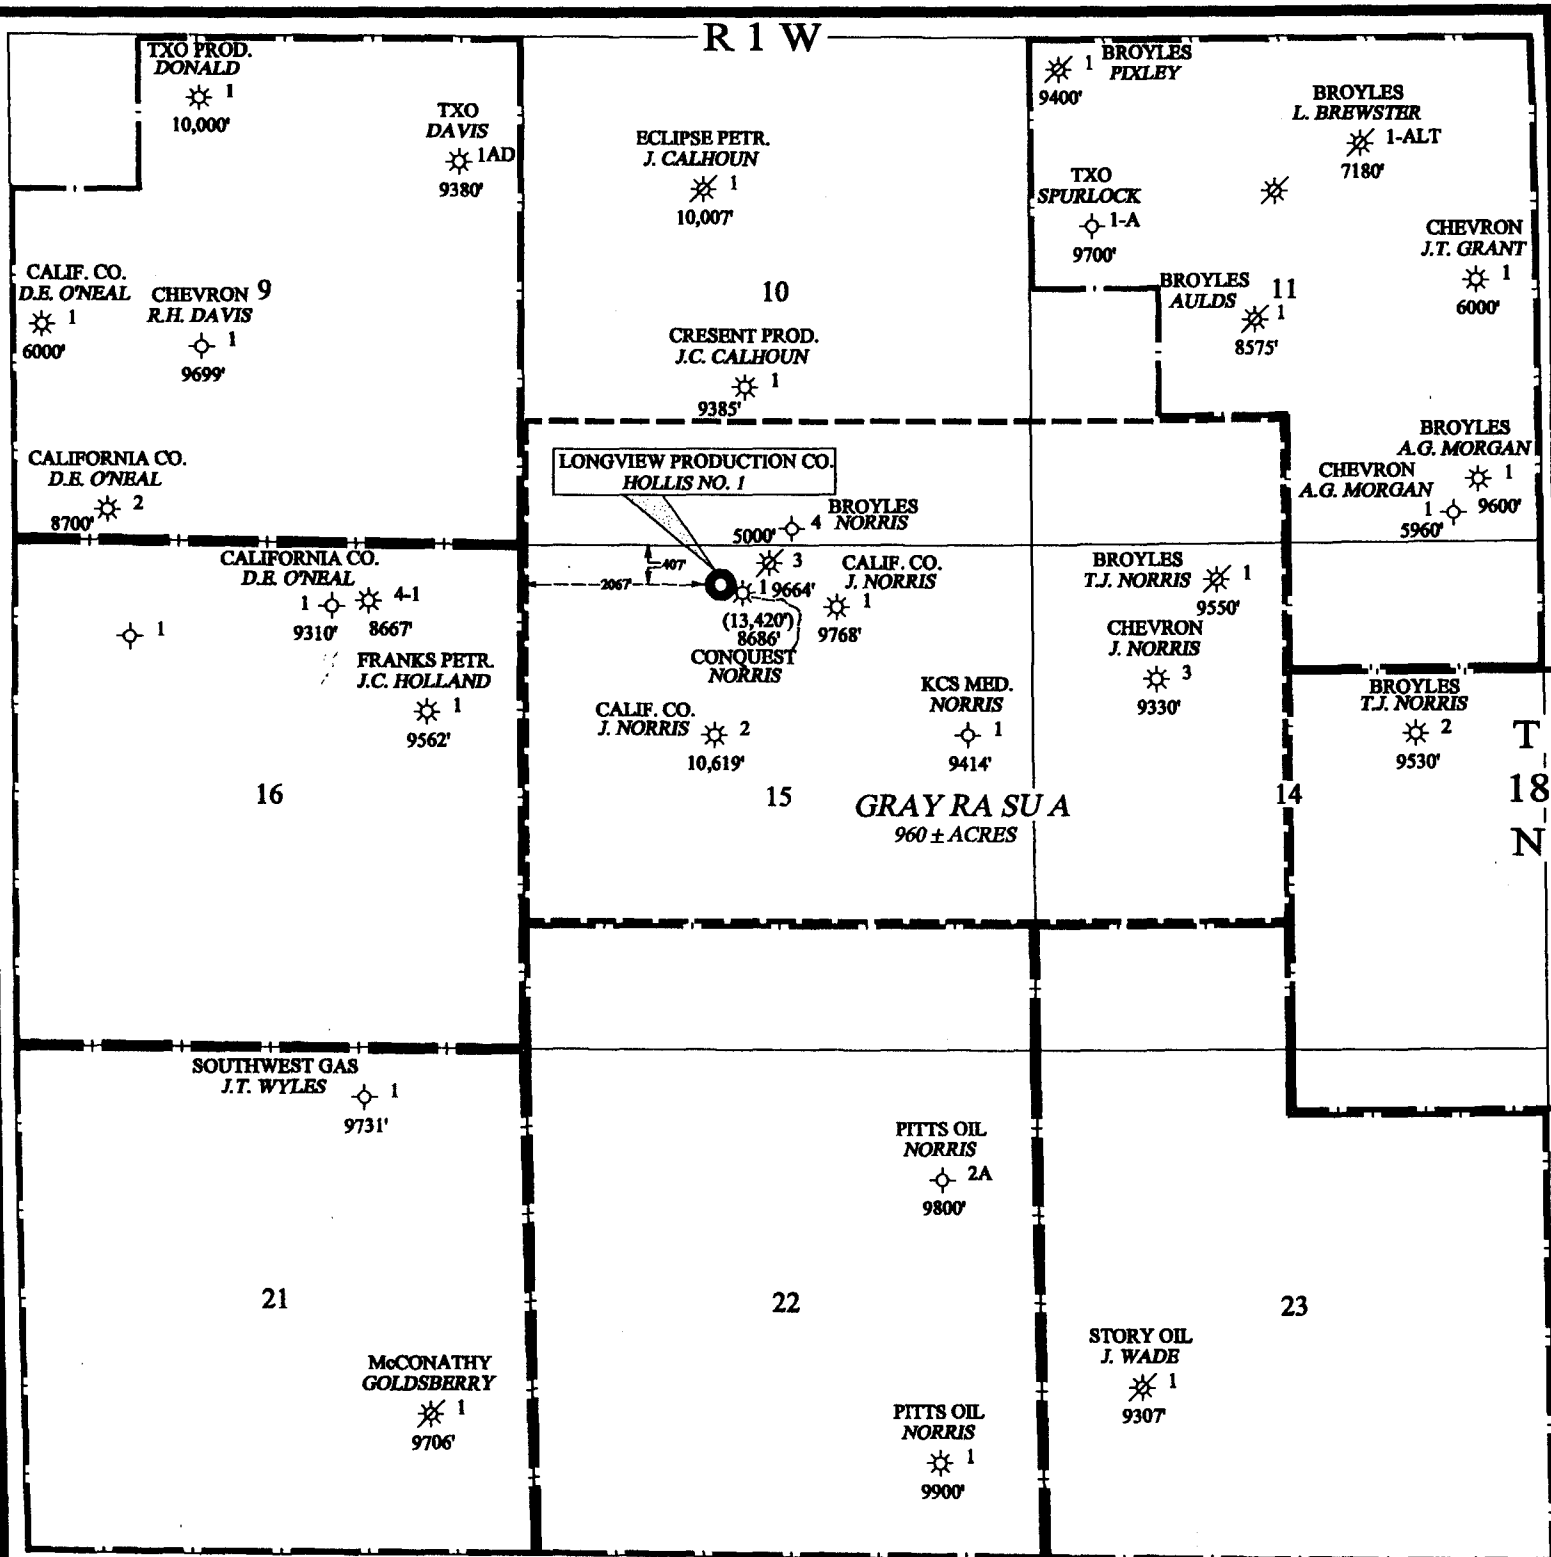 R 1 W
TXO PROD.
DONALD
1
10,000'
TXO
DAVIS
1AD
9380'
CALIF. CO.
D.E. O'NEAL
1
6000'
CHEVRON
R.H. DAVIS
1
9699'
9
CALIFORNIA CO.
D.E. O'NEAL
2
8700'
ECLIPSE PETR.
J. CALHOUN
1
10,007'
10
CRESENT PROD.
J.C. CALHOUN
1
9385'
BROYLES
PIXLEY
1
9400'
BROYLES
L. BREWSTER
1-ALT
7180'
TXO
SPURLOCK
1-A
9700'
CHEVRON
J.T. GRANT
1
6000'
BROYLES
AULDS
1
8575'
11
BROYLES
A.G. MORGAN
1
9600'
CHEVRON
A.G. MORGAN
1
5960'
LONGVIEW PRODUCTION CO.
HOLLIS NO. 1
BROYLES
NORRIS
4
5000'
407'
2067'
3
9664'
1
(13,420')
8686'
CONQUEST
NORRIS
CALIF. CO.
J. NORRIS
1
9768'
BROYLES
T.J. NORRIS
1
9550'
CHEVRON
J. NORRIS
3
9330'
CALIFORNIA CO.
D.E. O'NEAL
1
9310'
4-1
8667'
1
FRANKS PETR.
J.C. HOLLAND
1
9562'
16
CALIF. CO.
J. NORRIS
2
10,619'
KCS MED.
NORRIS
1
9414'
15
GRAY RA SU A
960 ± ACRES
14
BROYLES
T.J. NORRIS
2
9530'
T
18
N
SOUTHWEST GAS
J.T. WYLES
1
9731'
21
McCONATHY
GOLDSBERRY
1
9706'
PITTS OIL
NORRIS
2A
9800'
22
PITTS OIL
NORRIS
1
9900'
23
STORY OIL
J. WADE
1
9307'